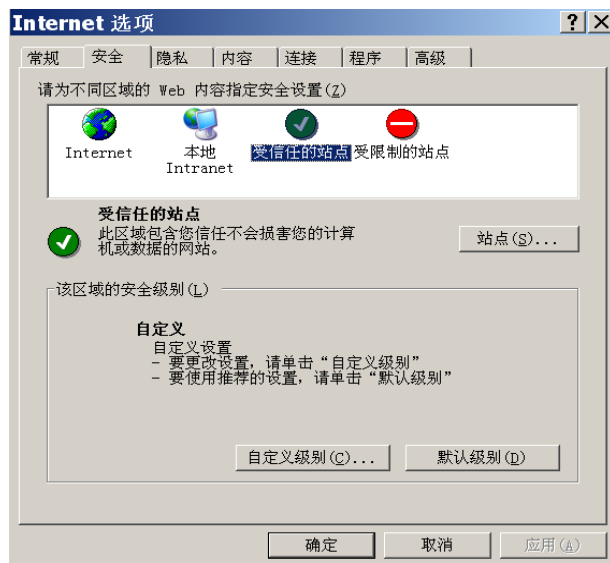 Internet 选项
常规 安全 隐私 内容 连接 程序 高级
请为不同区域的 Web 内容指定安全设置(Z)
Internet 本地 Intranet 受信任的站点 受限制的站点
受信任的站点
此区域包含您信任不会损害您的计算
机或数据的网站。
站点(S)...
该区域的安全级别(L)
自定义
自定义设置
- 要更改设置，请单击“自定义级别”
- 要使用推荐的设置，请单击“默认级别”
自定义级别(C)... 默认级别(D)
确定 取消 应用(A)